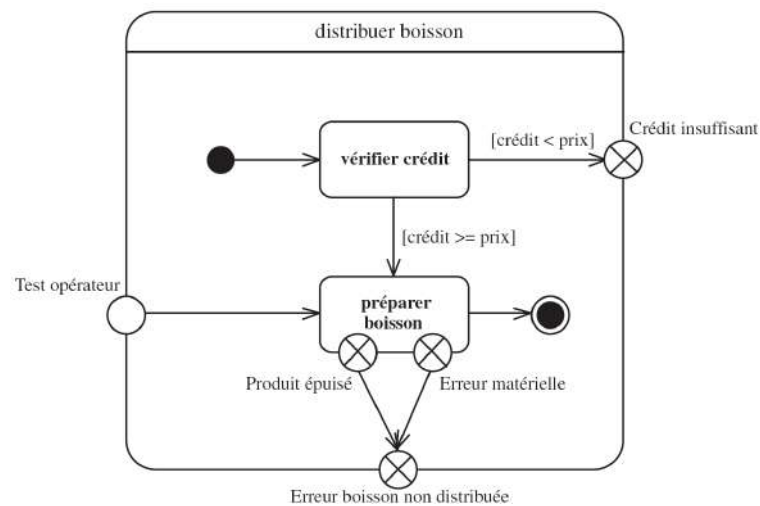 distribuer boisson
Crédit insuffisant
[crédit < prix]
vérifier crédit
[crédit >= prix]
Test opérateur
préparer
boisson
Produit épuisé
Erreur matérielle
Erreur boisson non distribuée